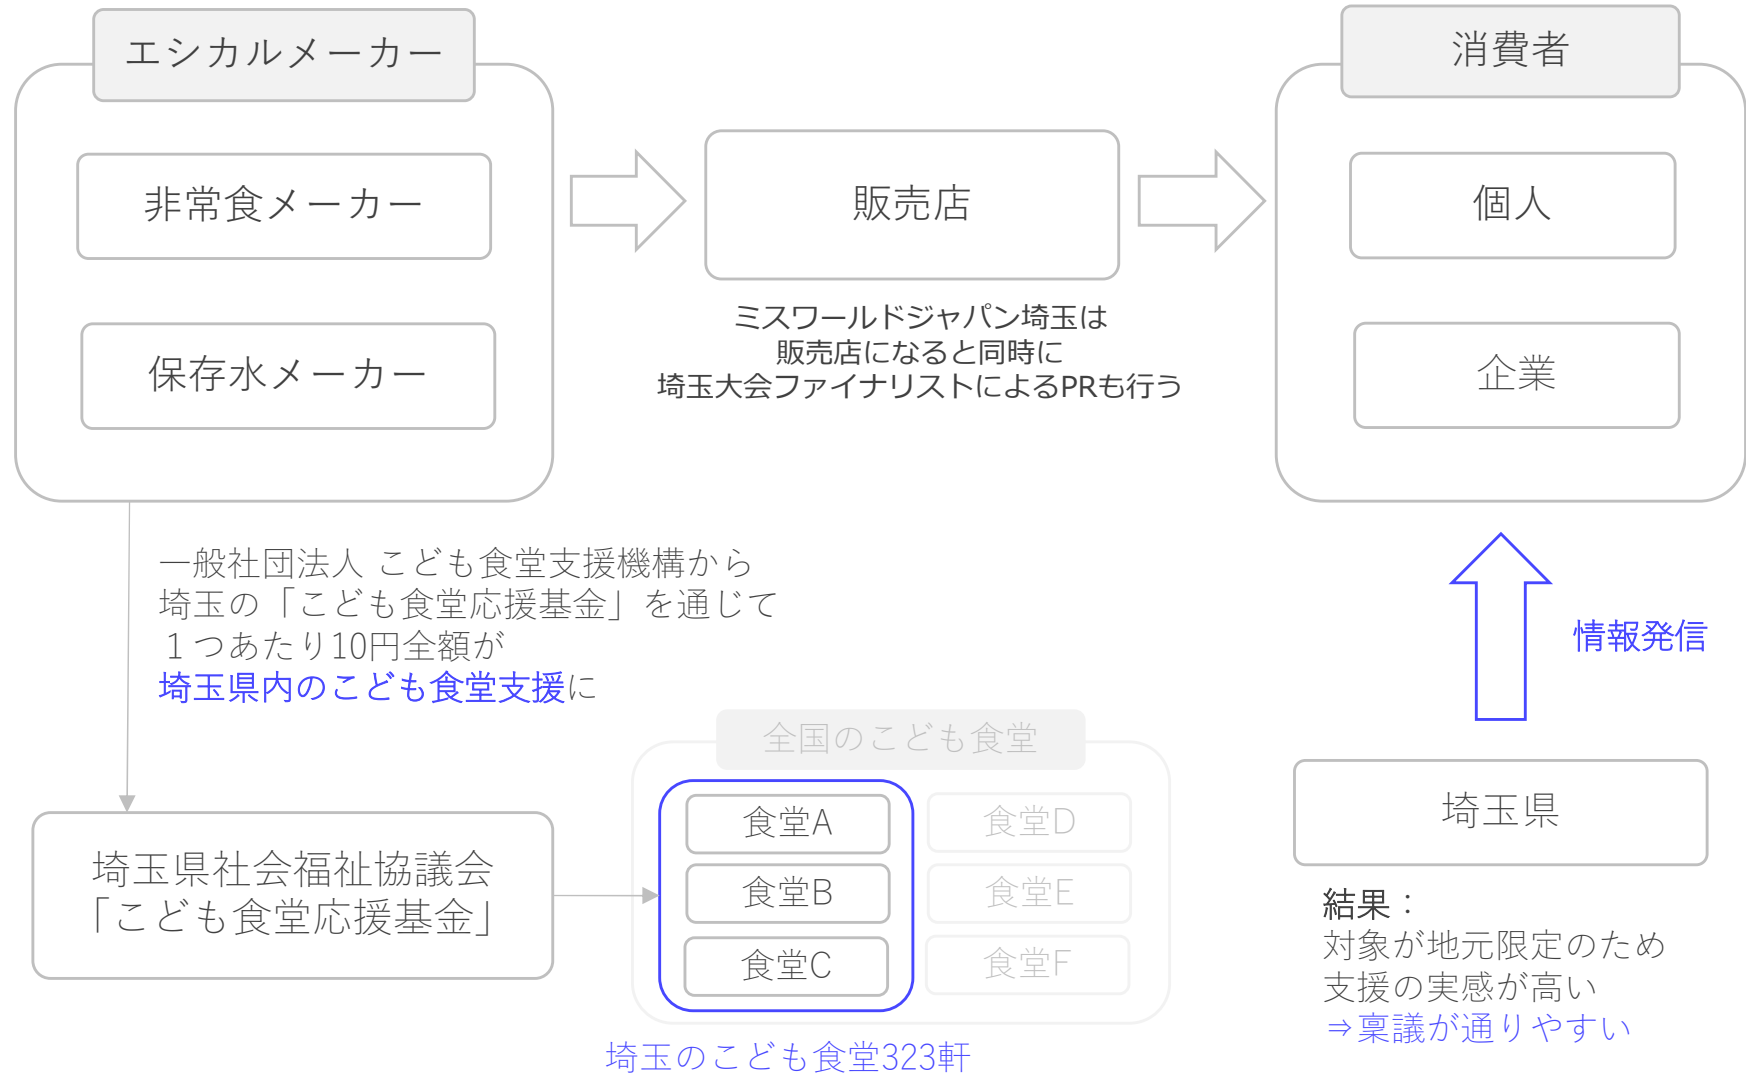 エシカルメーカー
非常食メーカー
保存水メーカー
販売店
ミスワールドジャパン埼玉は
販売店になると同時に
埼玉大会ファイナリストによるPRも行う
消費者
個人
企業
一般社団法人 こども食堂支援機構から
埼玉の「こども食堂応援基金」を通じて
１つあたり10円全額が
埼玉県内のこども食堂支援に
情報発信
埼玉県社会福祉協議会
「こども食堂応援基金」
全国のこども食堂
食堂A
食堂D
食堂B
食堂E
食堂C
食堂F
埼玉のこども食堂323軒
埼玉県
結果：
対象が地元限定のため
支援の実感が高い
⇒稟議が通りやすい